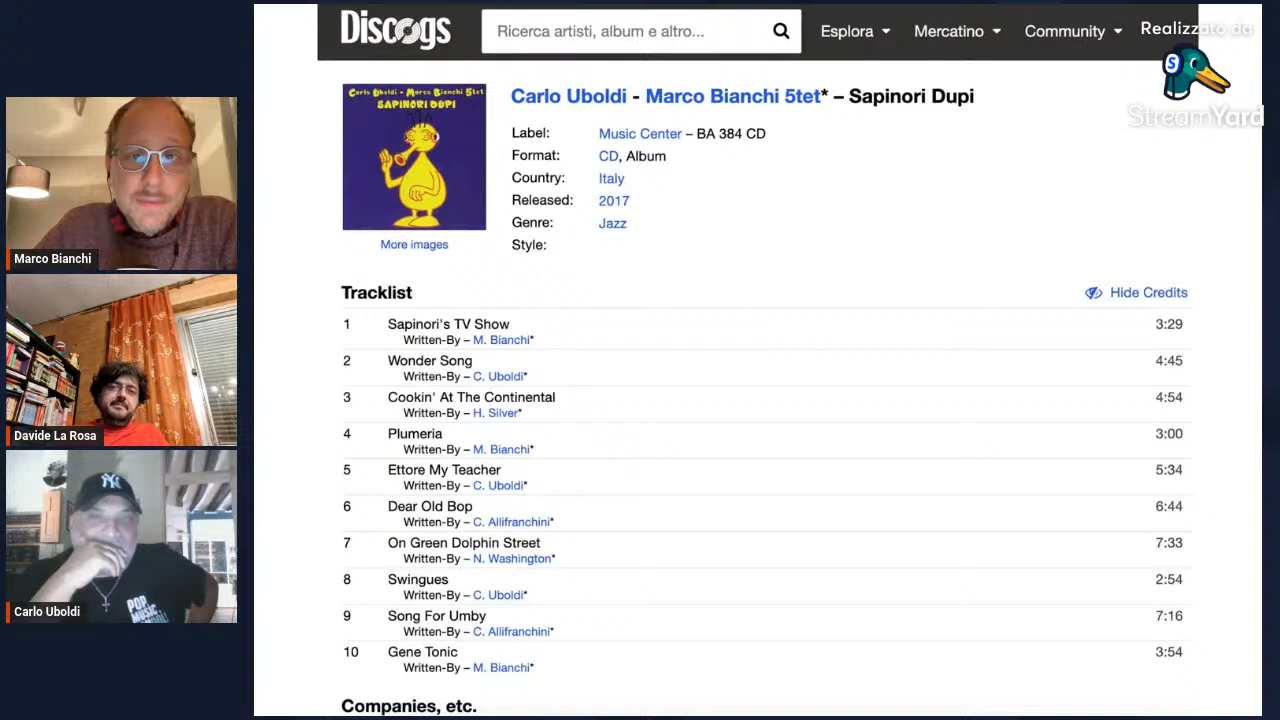 Discogs
Ricerca artisti, album e altro...
Esplora
Mercatino
Community
Realizzato da
S
StreamYard
Carlo Uboldi - Marco Bianchi 5tet:
SAPINORI DUPI
More images
Carlo Uboldi - Marco Bianchi 5tet* – Sapinori Dupi
Label: Music Center – BA 384 CD
Format: CD, Album
Country: Italy
Released: 2017
Genre: Jazz
Style:
Tracklist
Hide Credits
1 Sapinori's TV Show 3:29
Written-By – M. Bianchi*
2 Wonder Song 4:45
Written-By – C. Uboldi*
3 Cookin' At The Continental 4:54
Written-By – H. Silver*
4 Plumeria 3:00
Written-By – M. Bianchi*
5 Ettore My Teacher 5:34
Written-By – C. Uboldi*
6 Dear Old Bop 6:44
Written-By – C. Allifranchini*
7 On Green Dolphin Street 7:33
Written-By – N. Washington*
8 Swingues 2:54
Written-By – C. Uboldi*
9 Song For Umby 7:16
Written-By – C. Allifranchini*
10 Gene Tonic 3:54
Written-By – M. Bianchi*
Companies, etc.
Marco Bianchi
Davide La Rosa
NY
POP
MUSIC
Carlo Uboldi